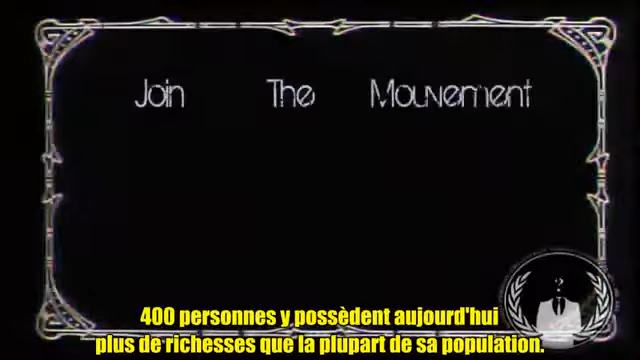 Join The Mouvement
400 personnes y possèdent aujourd'hui
plus de richesses que la plupart de sa population.